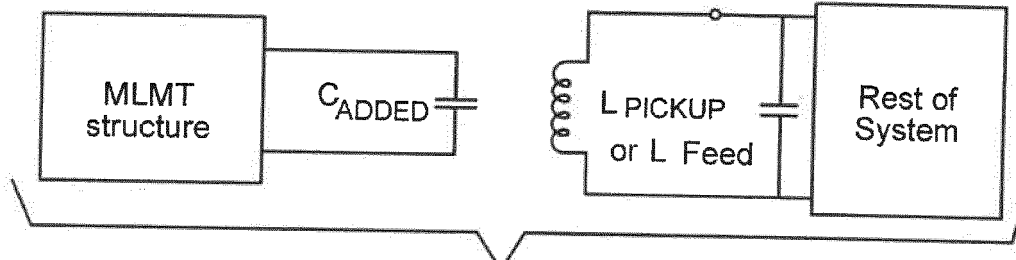 MLMT
structure
CADDED
L PICKUP
or L Feed
Rest of
System